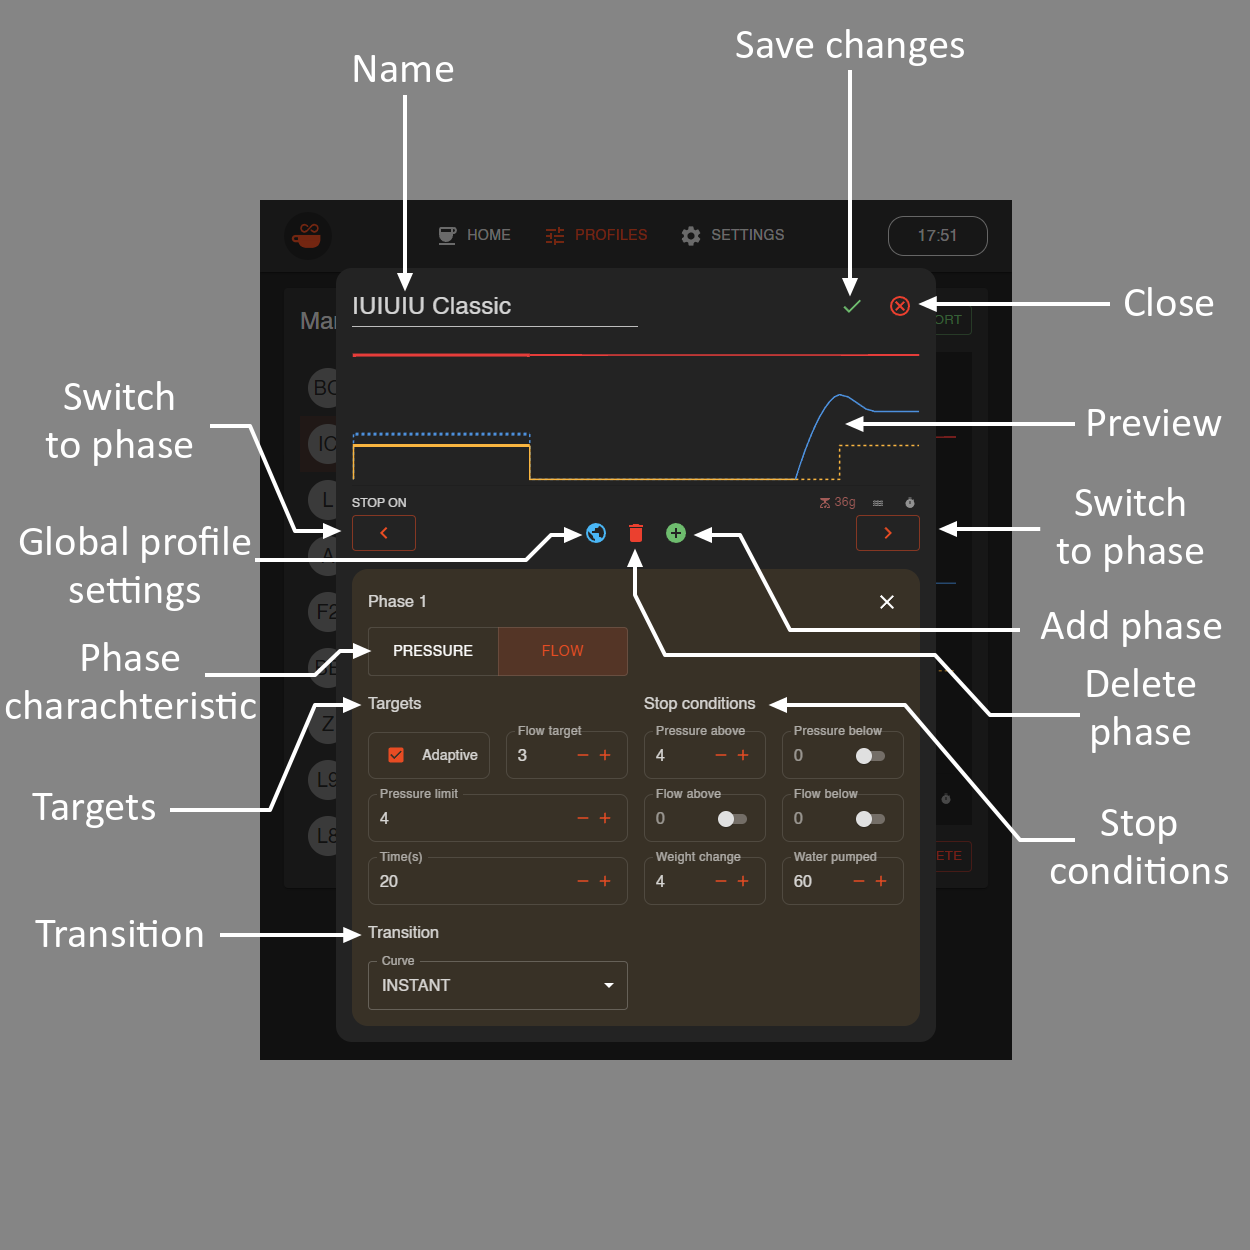 Save changes
Name
HOME
PROFILES
SETTINGS
17:51
IUIUIU Classic
Close
Switch
to phase
Preview
STOP ON
36g
Switch
to phase
Global profile
settings
Phase 1
Add phase
PRESSURE
FLOW
Phase
charachteristic
Delete
phase
Targets
Stop conditions
Adaptive
Flow target
3
Pressure above
4
Pressure below
0
Targets
Pressure limit
4
Flow above
0
Flow below
0
Stop
conditions
Time(s)
20
Weight change
4
Water pumped
60
Transition
Transition
Curve
INSTANT
L
F2
Z
L9
L8